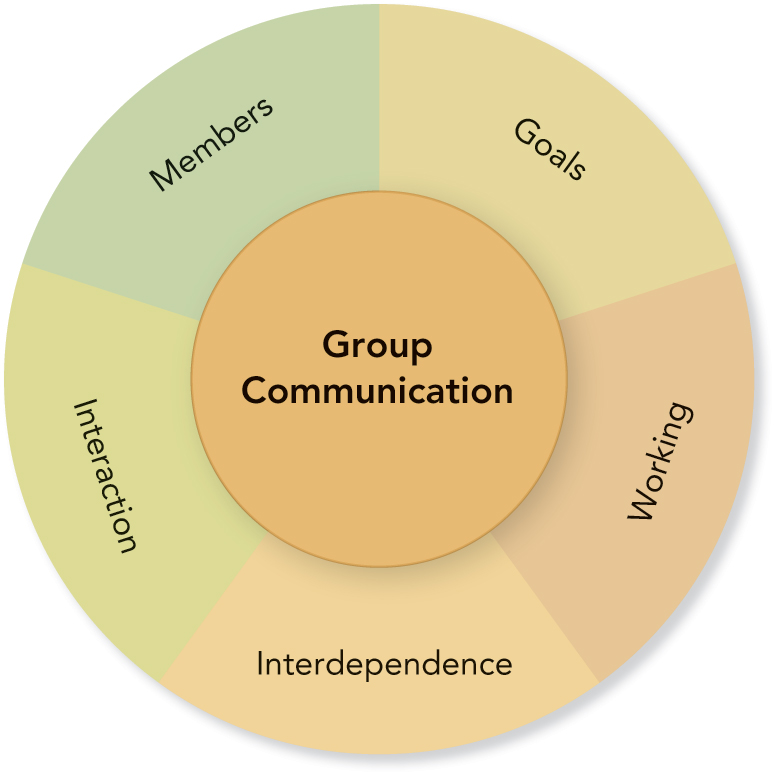 Members
Goals
Group
Communication
Interaction
Working
Interdependence